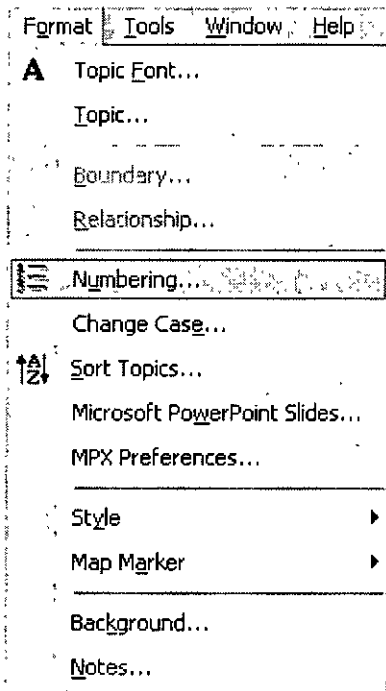 Format Tools Window Help
A Topic Font...
Topic...
Boundary...
Relationship...
Numbering...
Change Case...
Sort Topics...
Microsoft PowerPoint Slides...
MPX Preferences...
Style
Map Marker
Background...
Notes...